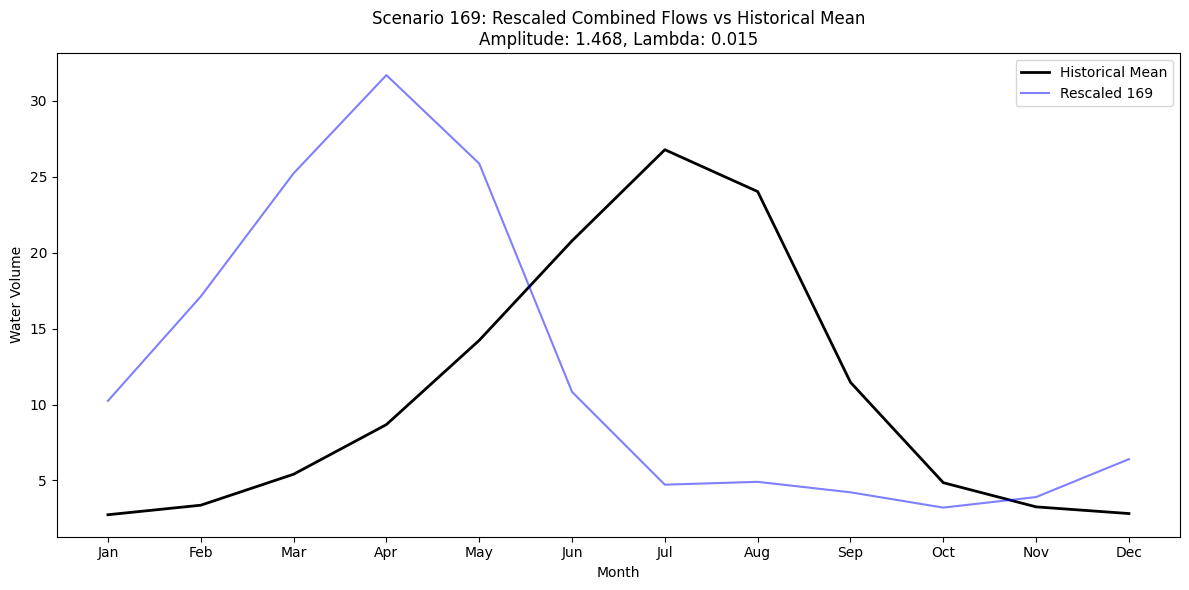 Scenario 169: Rescaled Combined Flows vs Historical Mean
Amplitude: 1.468, Lambda: 0.015
Historical Mean
Rescaled 169
Water Volume
30
25
20
15
10
5
Jan Feb Mar Apr May Jun Jul Aug Sep Oct Nov Dec
Month